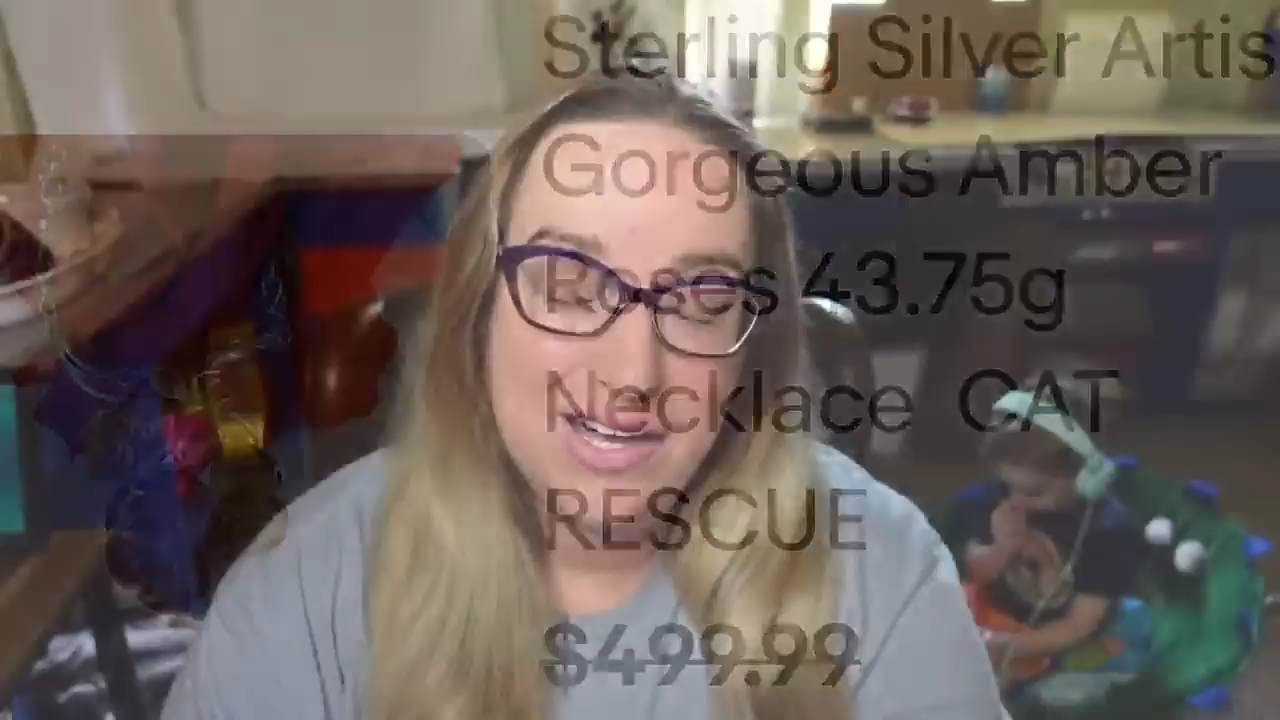 Sterling Silver Artis
Gorgeous Amber
Roses 43.75g
Necklace CAT
RESCUE
$499.99